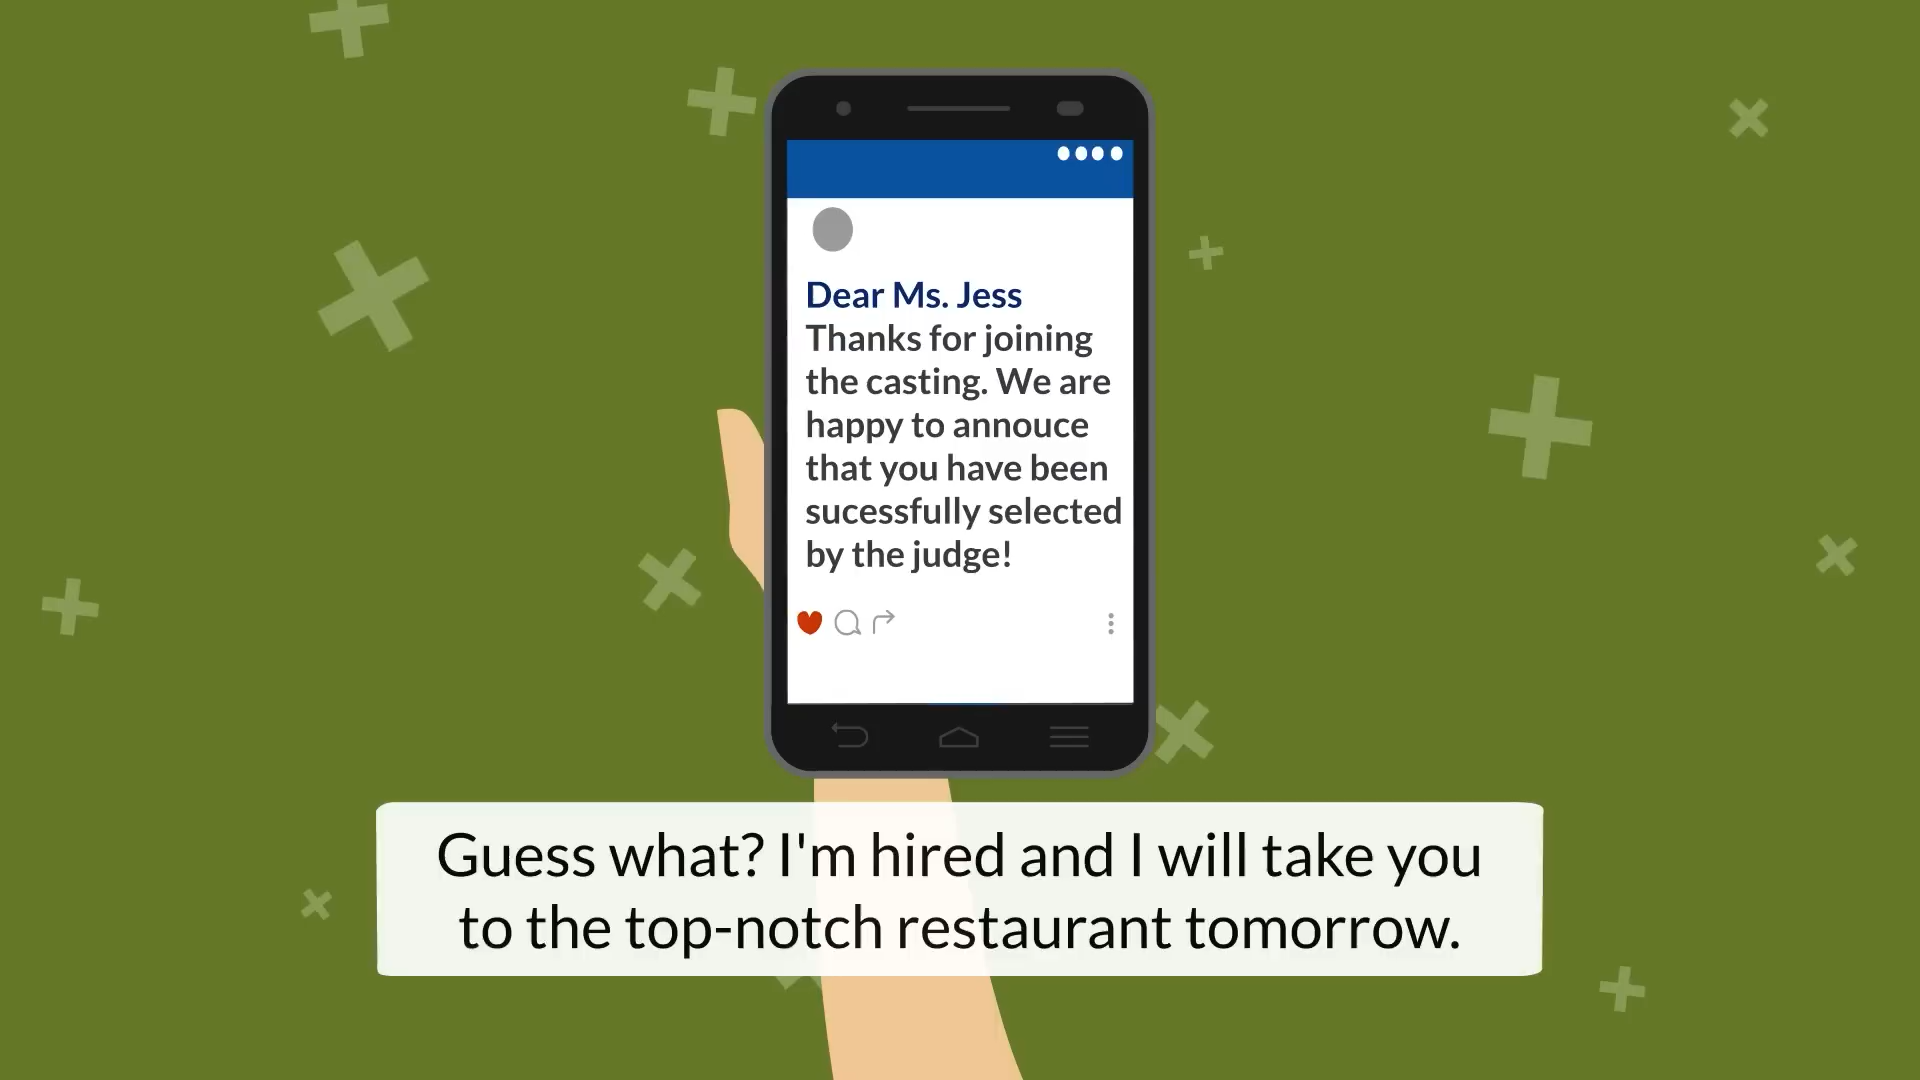 Dear Ms. Jess
Thanks for joining
the casting. We are
happy to annouce
that you have been
sucessfully selected
by the judge!
Guess what? I'm hired and I will take you
to the top-notch restaurant tomorrow.